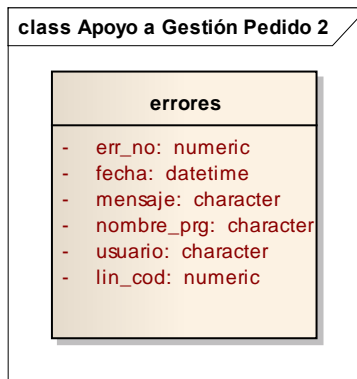 class Apoyo a Gestión Pedido 2
errores
- err_no: numeric
- fecha: datetime
- mensaje: character
- nombre_prg: character
- usuario: character
- lin_cod: numeric